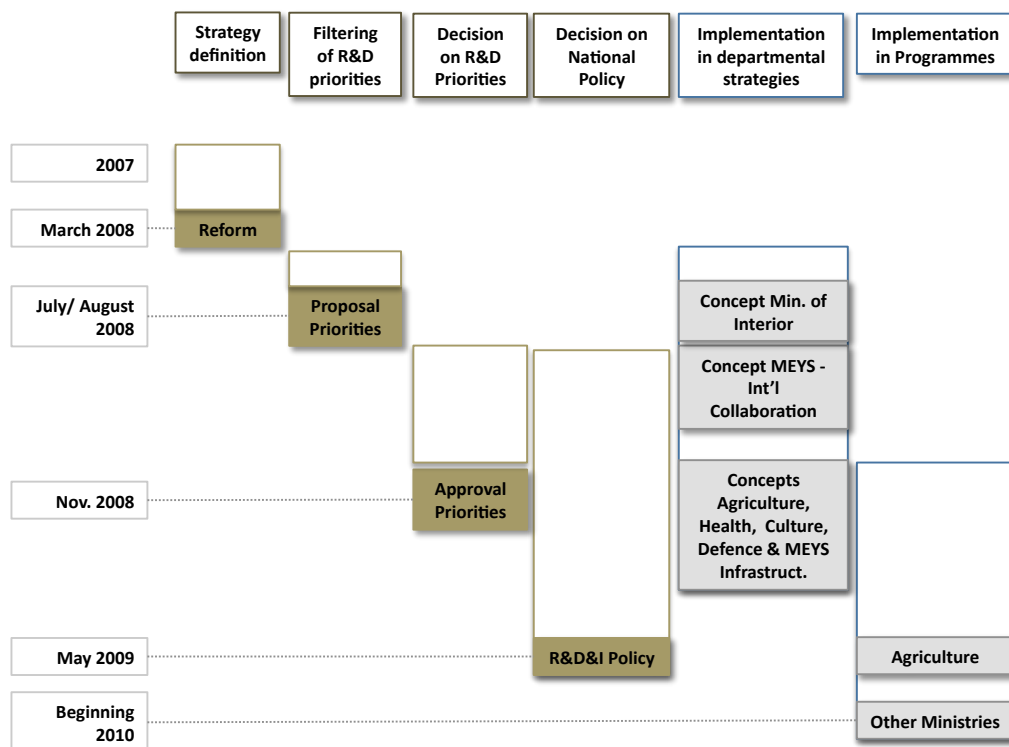 Strategy
definition
Filtering
of R&D
priorities
Decision
on R&D
Priorities
Decision on
National
Policy
Implementation
in departmental
strategies
Implementation
in Programmes
2007
March 2008
Reform
July/ August
2008
Proposal
Priorities
Concept Min. of
Interior
Concept MEYS -
Int'l
Collaboration
Nov. 2008
Approval
Priorities
Concepts
Agriculture,
Health, Culture,
Defence & MEYS
Infrastruct.
May 2009
R&D&I Policy
Agriculture
Beginning
2010
Other Ministries